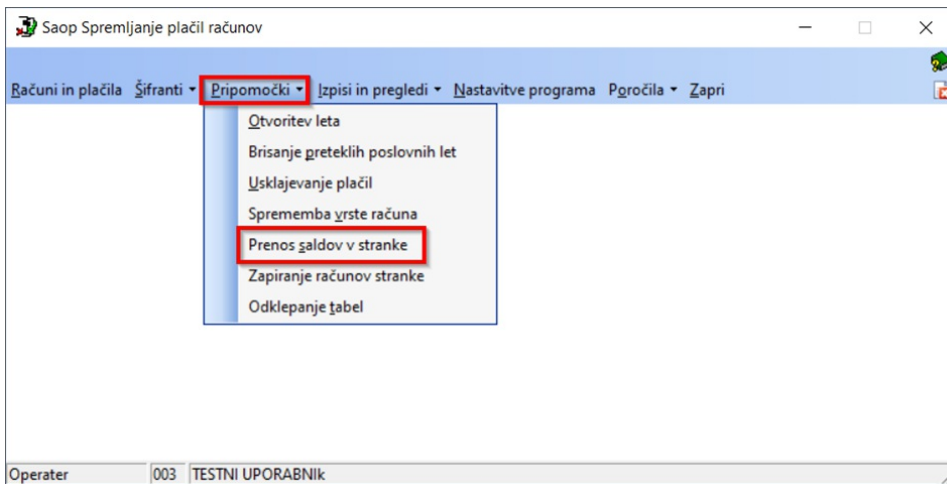 Saop Spremljanje plačil računov
Računi in plačila Šifranti Pripomočki Izpisi in pregledi Nastavitve programa Poročila Zapri
Otvoritev leta
Brisanje preteklih poslovnih let
Usklajevanje plačil
Sprememba vrste računa
Prenos saldov v stranke
Zapiranje računov stranke
Odklepanje tabel
Operater 003 TESTNI UPORABNIk